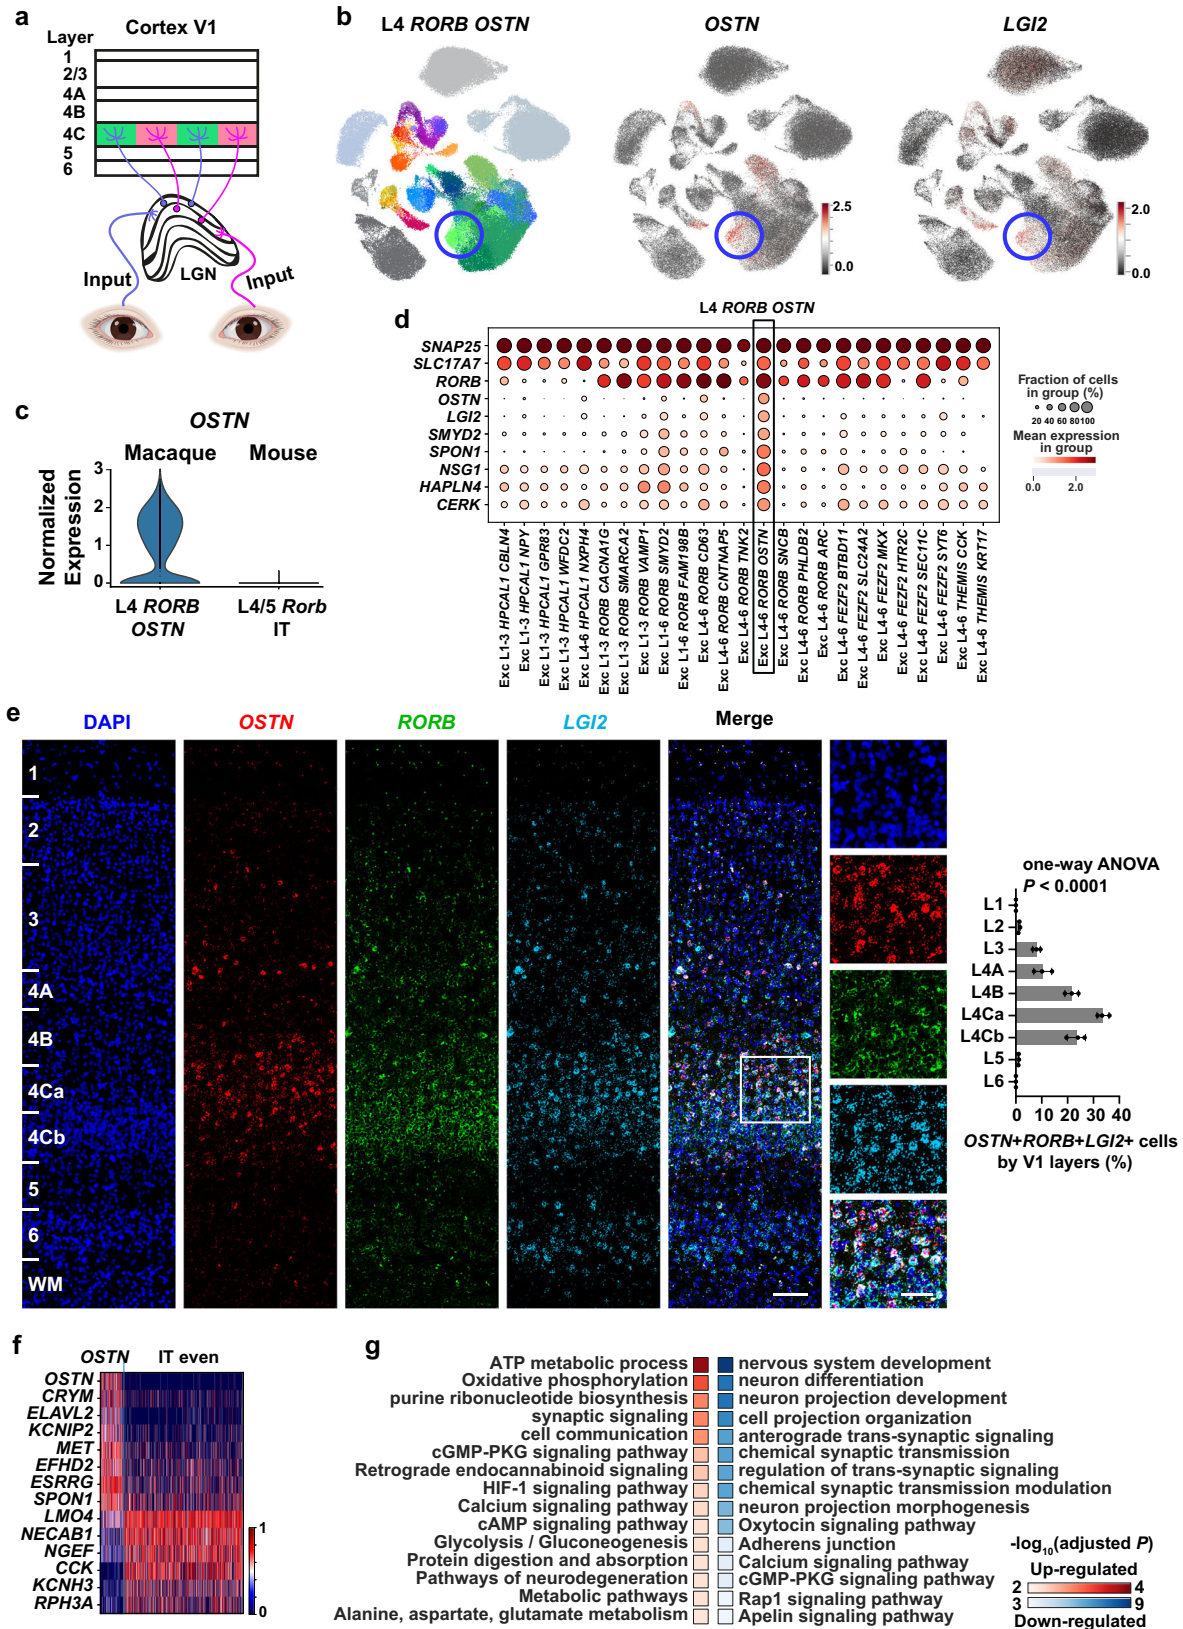 a
Cortex V1
Layer
1
2/3
4A
4B
4C
5
6
LGN
Input
Input
b
L4 RORB OSTN
OSTN
LGI2
2.5
0.0
2.0
0.0
c
OSTN
Macaque
Mouse
Normalized
Expression
3
2
1
0
L4 RORB
OSTN
L4/5 Rorb
IT
d
L4 RORB OSTN
SNAP25
SLC17A7
RORB
OSTN
LGI2
SMYD2
SPON1
NSG1
HAPLN4
CERK
Fraction of cells
in group (%)
20 40 60 80100
Mean expression
in group
0.0
2.0
Exc L1-3 HPCAL1 CBLN4
Exc L1-3 HPCAL1 NPY
Exc L1-3 HPCAL1 GPR83
Exc L1-3 HPCAL1 WFDC2
Exc L4-6 HPCAL1 NXPH4
Exc L1-3 RORB CACNA1G
Exc L1-3 RORB SMARCA2
Exc L1-3 RORB VAMP1
Exc L1-6 RORB SMYD2
Exc L1-6 RORB FAM198B
Exc L4-6 RORB CD63
Exc L4-6 RORB CNTNAP5
Exc L4-6 RORB TNK2
Exc L4-6 RORB OSTN
Exc L4-6 RORB SNCB
Exc L4-6 RORB PHLDB2
Exc L4-6 RORB ARC
Exc L4-6 FEZF2 BTBD11
Exc L4-6 FEZF2 SLC24A2
Exc L4-6 FEZF2 MKX
Exc L4-6 FEZF2 HTR2C
Exc L4-6 FEZF2 SEC11C
Exc L4-6 FEZF2 SYT6
Exc L4-6 THEMIS CCK
Exc L4-6 THEMIS KRT17
e
DAPI
OSTN
RORB
LGI2
Merge
1
2
3
4A
4B
4Ca
4Cb
5
6
WM
one-way ANOVA
P < 0.0001
L1
L2
L3
L4A
L4B
L4Ca
L4Cb
L5
L6
0 10 20 30 40
OSTN+RORB+LGI2+ cells
by V1 layers (%)
f
OSTN
IT even
OSTN
CRYM
ELAVL2
KCNIP2
MET
EFHD2
ESRRG
SPON1
LMO4
NECAB1
NGEF
CCK
KCNH3
RPH3A
1
0
g
ATP metabolic process
Oxidative phosphorylation
purine ribonucleotide biosynthesis
synaptic signaling
cell communication
cGMP-PKG signaling pathway
Retrograde endocannabinoid signaling
HIF-1 signaling pathway
Calcium signaling pathway
cAMP signaling pathway
Glycolysis / Gluconeogenesis
Protein digestion and absorption
Pathways of neurodegeneration
Metabolic pathways
Alanine, aspartate, glutamate metabolism
nervous system development
neuron differentiation
neuron projection development
cell projection organization
anterograde trans-synaptic signaling
chemical synaptic transmission
regulation of trans-synaptic signaling
chemical synaptic transmission modulation
neuron projection morphogenesis
Oxytocin signaling pathway
Adherens junction
Calcium signaling pathway
cGMP-PKG signaling pathway
Rap1 signaling pathway
Apelin signaling pathway
-log10(adjusted P)
Up-regulated
2 4
3 9
Down-regulated